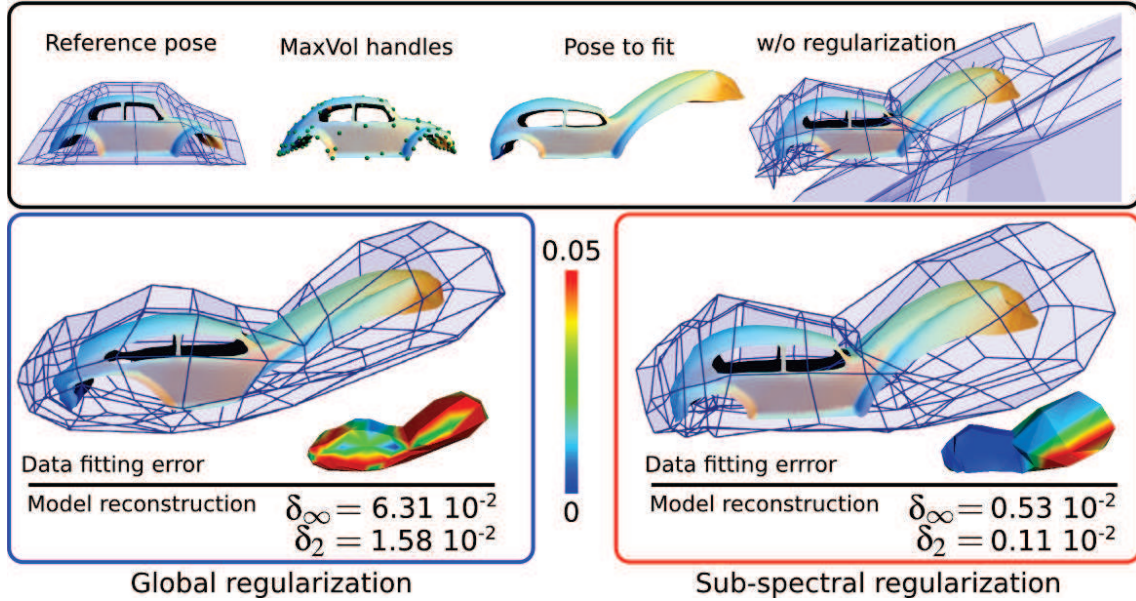 Reference pose
MaxVol handles
Pose to fit
w/o regularization
0.05
0
Data fitting error
Model reconstruction
δ∞ = 6.31 10⁻²
δ₂ = 1.58 10⁻²
Global regularization
Data fitting errror
Model reconstruction
δ∞ = 0.53 10⁻²
δ₂ = 0.11 10⁻²
Sub-spectral regularization